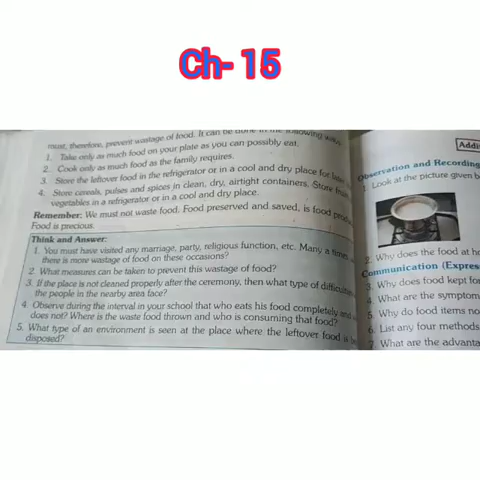 Ch- 15
must, therefore, prevent wastage of food. It can be done in the following ways
1. Take only as much food on your plate as you can possibly eat.
2. Cook only as much food as the family requires.
3. Store the leftover food in the refrigerator or in a cool and dry place for later
4. Store cereals, pulses and spices in clean, dry, airtight containers. Store fruits
vegetables in a refrigerator or in a cool and dry place.
Remember: We must not waste food. Food preserved and saved, is food
Food is precious.
Think and Answer:
1. You must have visited any marriage, party, religious function, etc. Many a times
there is more wastage of food on these occasions?
2. What measures can be taken to prevent this wastage of food?
3. If the place is not cleaned properly after the ceremony, then what type of difficulties
the people in the nearby area face?
4 Observe during the interval in your school that who eats his food completely and
does not? Where is the waste food thrown and who is consuming that food?
5. What type of an environment is seen at the place where the leftover food is
disposed?
Observation and Recording
1. Look at the picture given
2. Why does the food at
Communication
3. Why does food kept
4. What are the
5. Why do food items
6. List any four methods
7. What are the